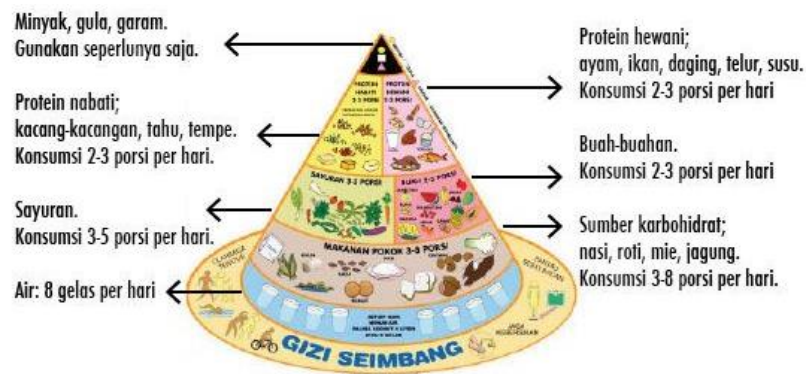 Minyak, gula, garam.
Gunakan seperlunya saja.
Protein nabati;
kacang-kacangan, tahu, tempe.
Konsumsi 2-3 porsi per hari.
Sayuran.
Konsumsi 3-5 porsi per hari.
Air: 8 gelas per hari
Protein hewani;
ayam, ikan, daging, telur, susu.
Konsumsi 2-3 porsi per hari
Buah-buahan.
Konsumsi 2-3 porsi per hari
Sumber karbohidrat;
nasi, roti, mie, jagung.
Konsumsi 3-8 porsi per hari.
PROTEIN
NABATI
2-3 PORSI
PROTEIN
HEWANI
2-3 PORSI
SAYURAN 3-5 PORSI
BUAH 2-3 PORSI
MAKANAN POKOK 3-8 PORSI
OLAHRAGA
GIZI SEIMBANG